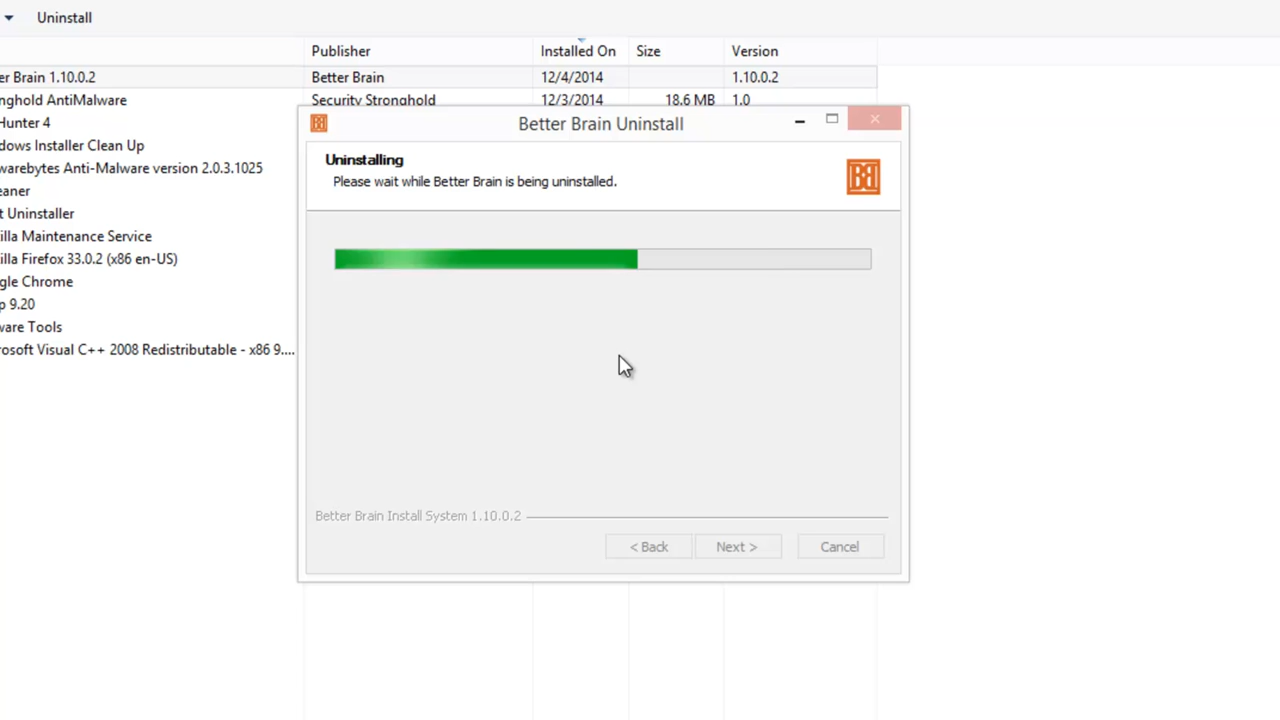 Uninstall
Publisher Installed On Size Version
er Brain 1.10.0.2 Better Brain 12/4/2014 1.10.0.2
nghold AntiMalware Security Stronghold 12/3/2014 18.6 MB 1.0
Hunter 4
dows Installer Clean Up
warebytes Anti-Malware version 2.0.3.1025
eaner
t Uninstaller
illa Maintenance Service
illa Firefox 33.0.2 (x86 en-US)
gle Chrome
p 9.20
ware Tools
rosoft Visual C++ 2008 Redistributable - x86 9....
Better Brain Uninstall
Uninstalling
Please wait while Better Brain is being uninstalled.
Better Brain Install System 1.10.0.2
< Back Next > Cancel